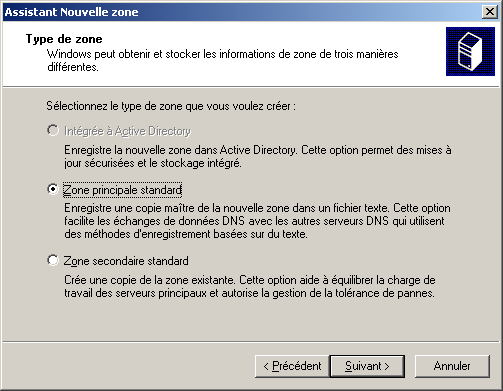 Assistant Nouvelle zone
Type de zone
Windows peut obtenir et stocker les informations de zone de trois manières
différentes.
Sélectionnez le type de zone que vous voulez créer :
Intégrée à Active Directory
Enregistre la nouvelle zone dans Active Directory. Cette option permet des mises à
jour sécurisées et le stockage intégré.
Zone principale standard
Enregistre une copie maître de la nouvelle zone dans un fichier texte. Cette option
facilite les échanges de données DNS avec les autres serveurs DNS qui utilisent
des méthodes d'enregistrement basées sur du texte.
Zone secondaire standard
Crée une copie de la zone existante. Cette option aide à équilibrer la charge de
travail des serveurs principaux et autorise la gestion de la tolérance de pannes.
< Précédent
Suivant >
Annuler